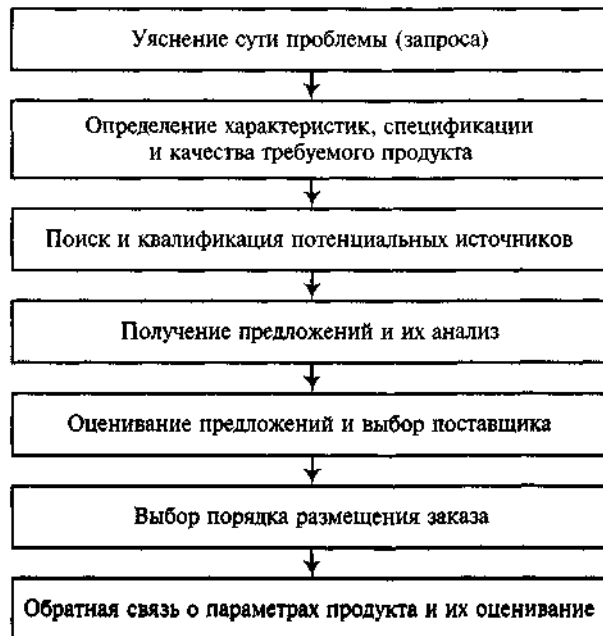 Уяснение сути проблемы (запроса)
Определение характеристик, спецификации
и качества требуемого продукта
Поиск и квалификация потенциальных источников
Получение предложений и их анализ
Оценивание предложений и выбор поставщика
Выбор порядка размещения заказа
Обратная связь о параметрах продукта и их оценивание